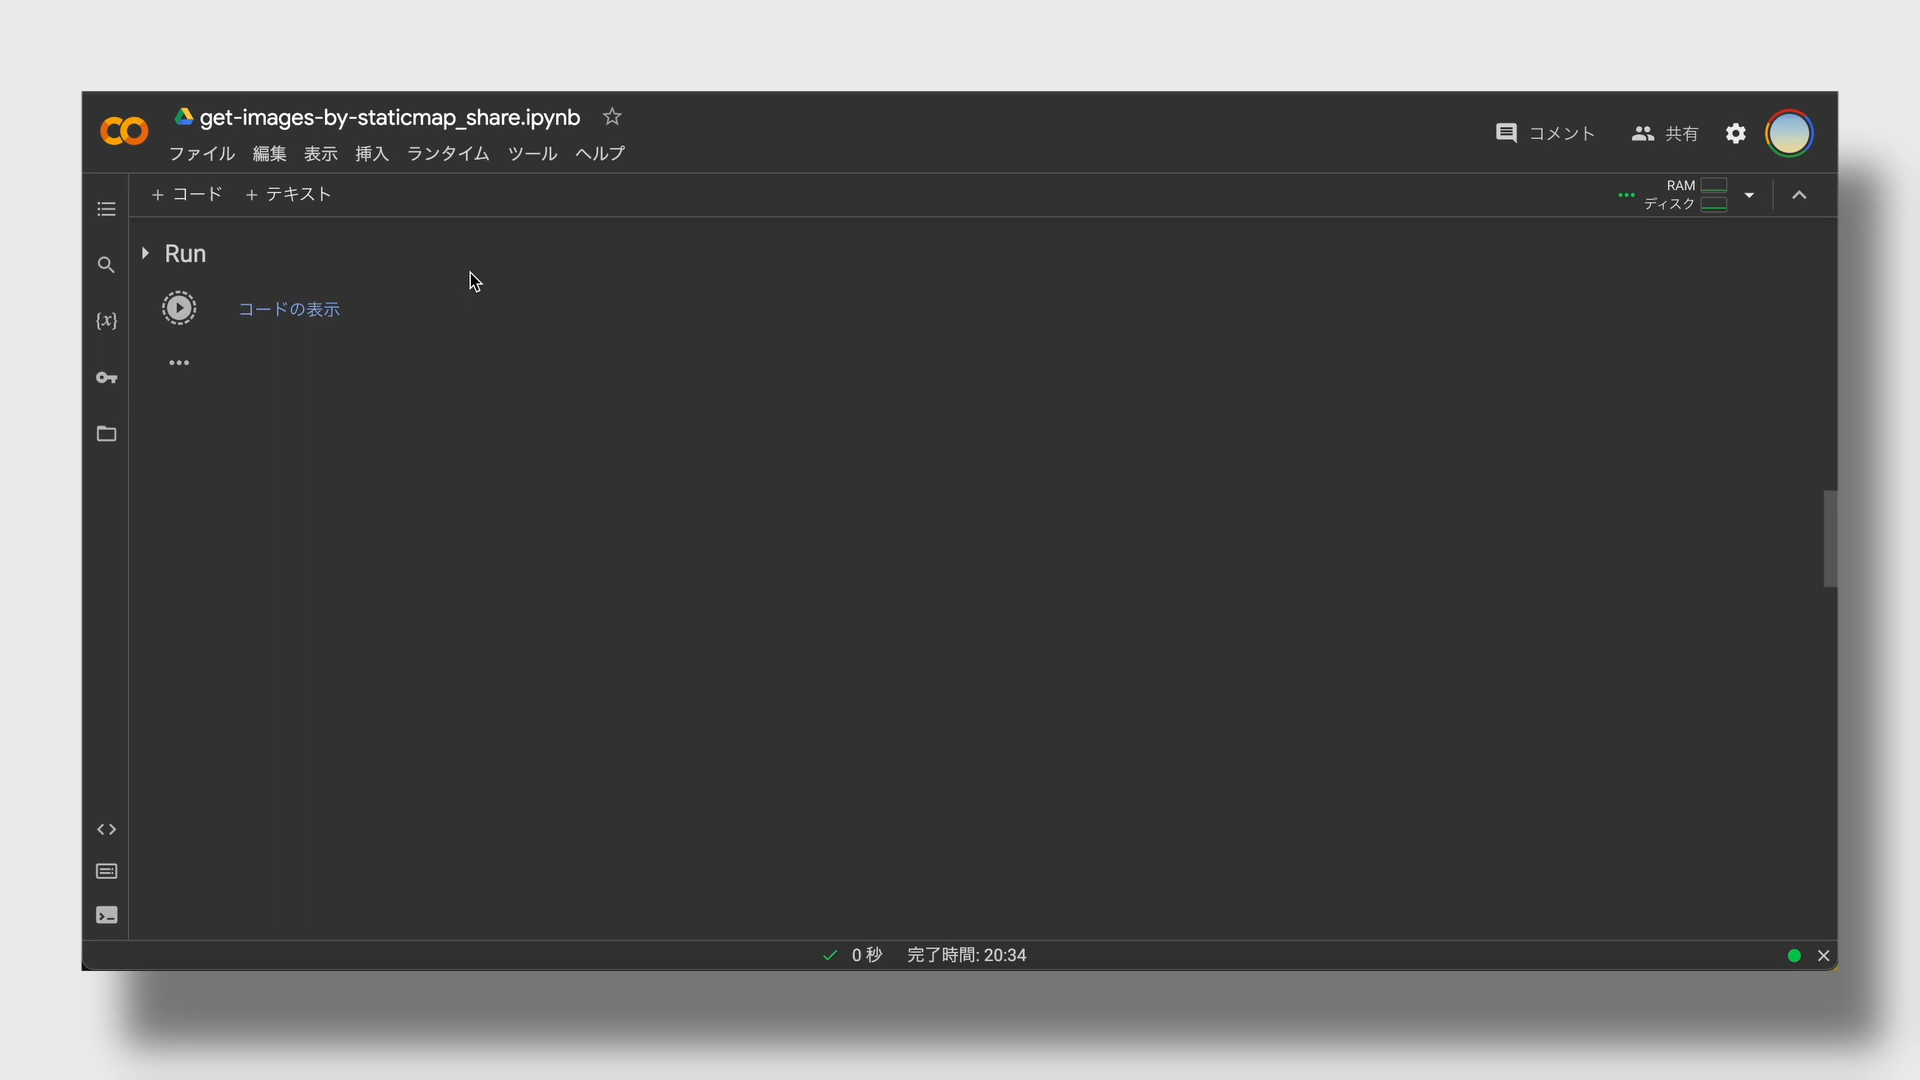 get-images-by-staticmap_share.ipynb
ファイル 編集 表示 挿入 ランタイム ツール ヘルプ
コメント 共有
+ コード + テキスト
RAM
ディスク
{x}
Run
コードの表示
0 秒 完了時間: 20:34